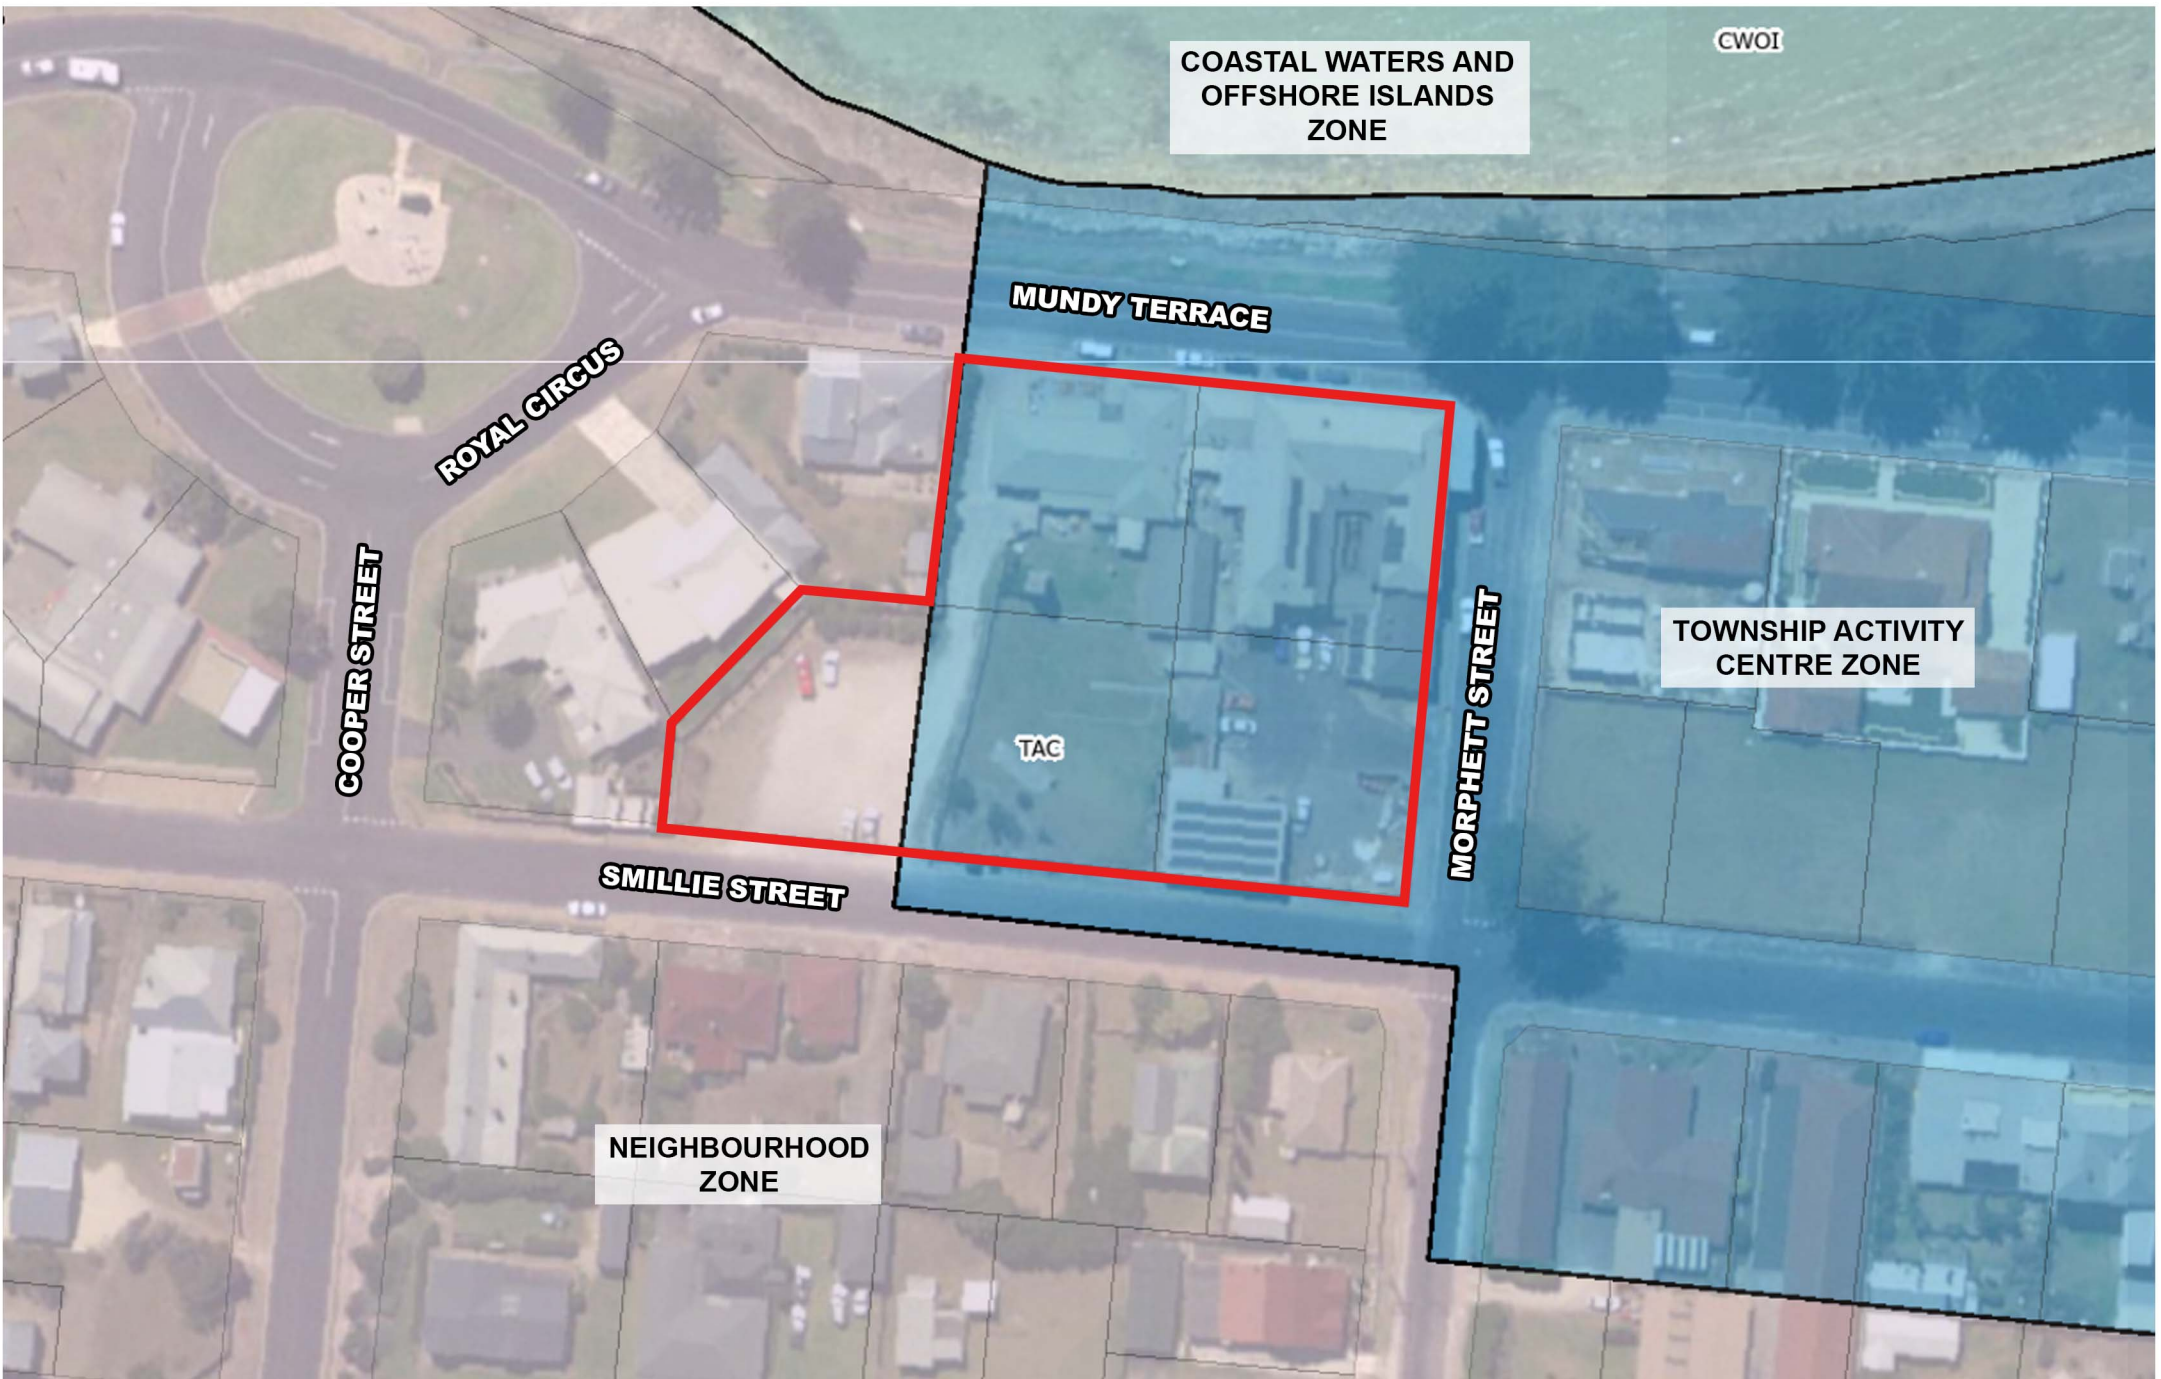 CWOI
COASTAL WATERS AND
OFFSHORE ISLANDS
ZONE
MUNDY TERRACE
ROYAL CIRCUS
COOPER STREET
MORPHETT STREET
TOWNSHIP ACTIVITY
CENTRE ZONE
TAC
SMILLIE STREET
NEIGHBOURHOOD
ZONE